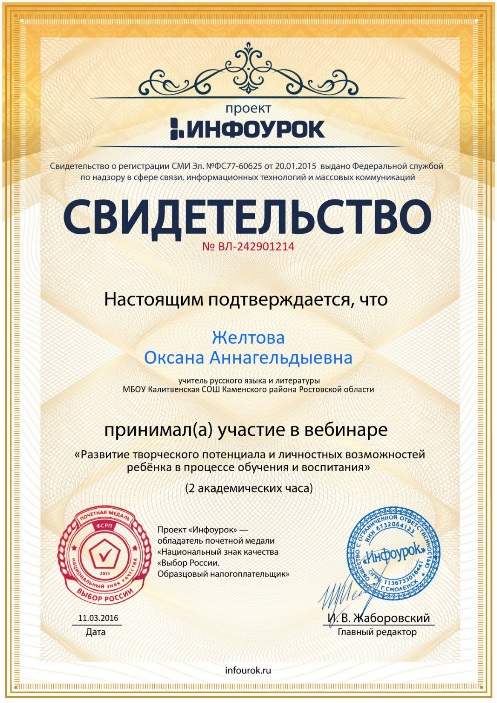 проект
ИНФОУРОК
Свидетельство о регистрации СМИ Эл. №ФС77-60625 от 20.01.2015 выдано Федеральной службой
по надзору в сфере связи, информационных технологий и массовых коммуникаций
СВИДЕТЕЛЬСТВО
№ ВЛ-242901214
Настоящим подтверждается, что
Желтова
Оксана Аннагельдыевна
учитель русского языка и литературы
МБОУ Калитвенская СОШ Каменского района Ростовской области
принимал(а) участие в вебинаре
«Развитие творческого потенциала и личностных возможностей
ребёнка в процессе обучения и воспитания»
(2 академических часа)
ПОЧЕТНАЯ МЕДАЛЬ
ВСРП
НАЦИОНАЛЬНЫЙ ЗНАК КАЧЕСТВА
2015
ВЫБОР РОССИИ
Проект «Инфоурок» —
обладатель почетной медали
«Национальный знак качества
«Выбор России.
Образцовый налогоплательщик»
«Инфоурок»
Г. СМОЛЕНСК
11.03.2016
Дата
И. В. Жаборовский
Главный редактор
infourok.ru